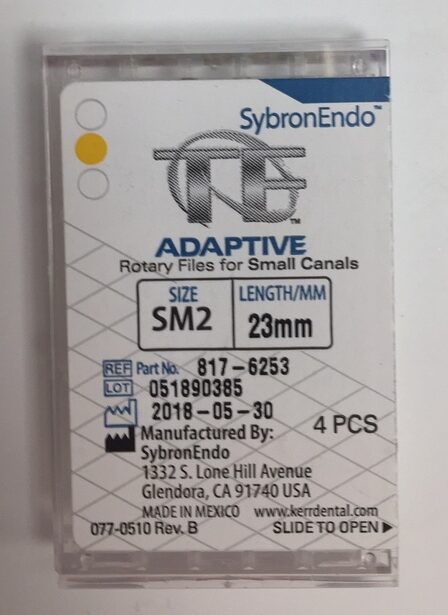 SybronEndo™
TF™
ADAPTIVE
Rotary Files for Small Canals
SIZE LENGTH/MM
SM2 23mm
REF Part No. 817-6253
LOT 051890385
2018-05-30
Manufactured By: 4 PCS
SybronEndo
1332 S. Lone Hill Avenue
Glendora, CA 91740 USA
MADE IN MEXICO www.kerrdental.com
077-0510 Rev. B SLIDE TO OPEN▶